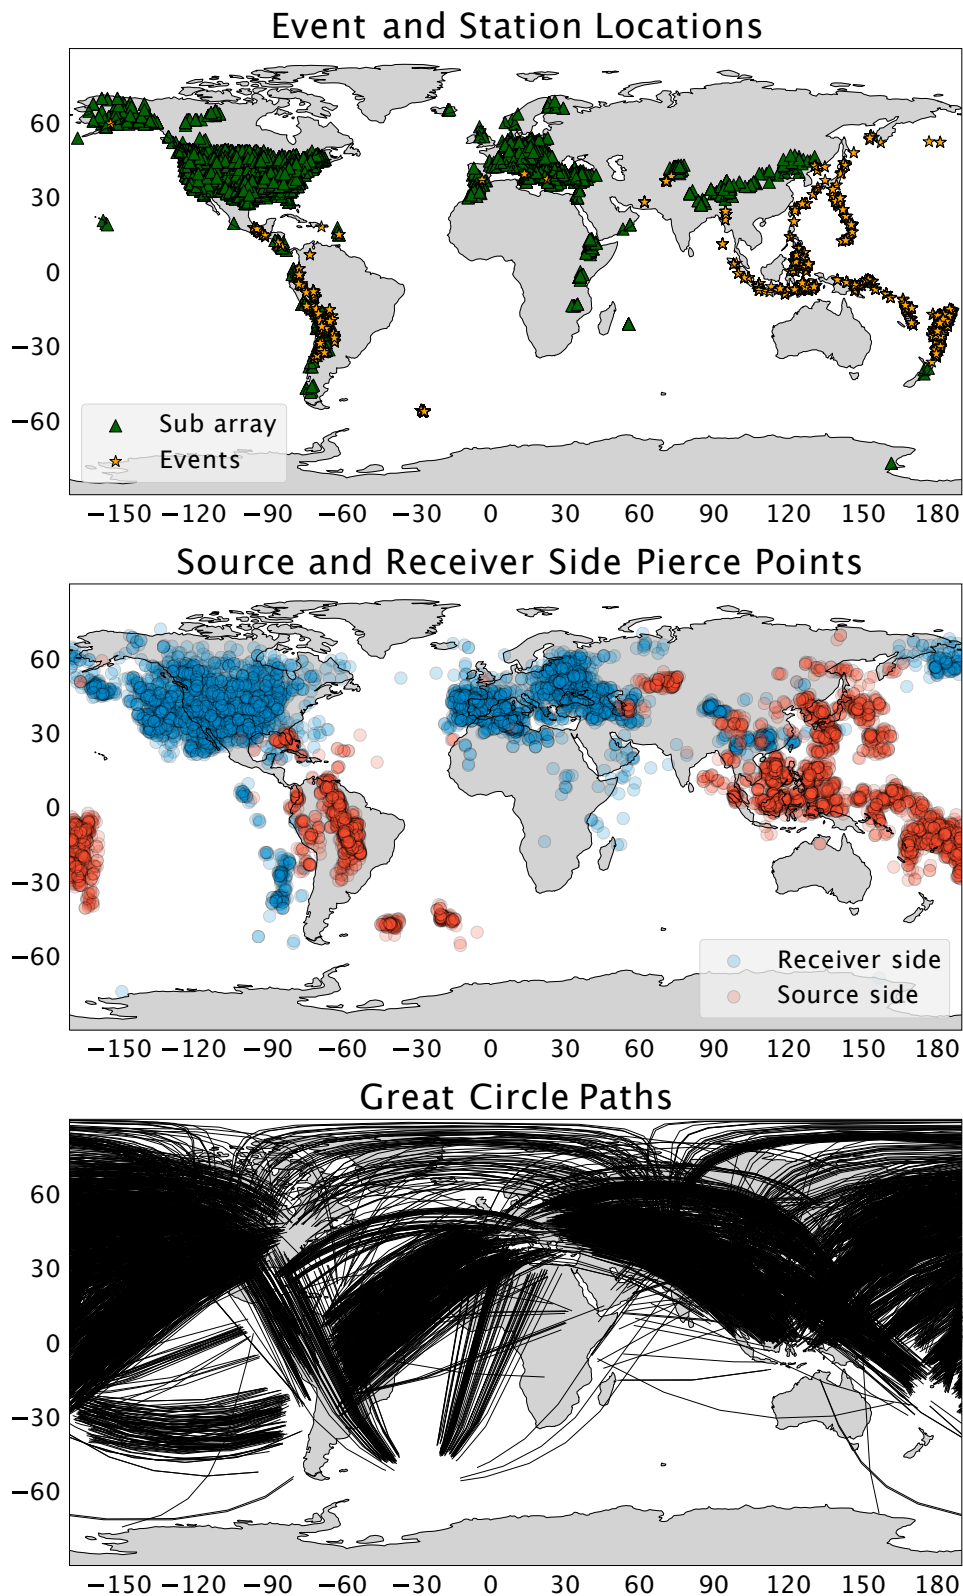 Event and Station Locations
60
30
0
−30
−60
Sub array
Events
−150 −120 −90 −60 −30 0 30 60 90 120 150 180
Source and Receiver Side Pierce Points
60
30
0
−30
−60
Receiver side
Source side
−150 −120 −90 −60 −30 0 30 60 90 120 150 180
Great Circle Paths
60
30
0
−30
−60
−150 −120 −90 −60 −30 0 30 60 90 120 150 180